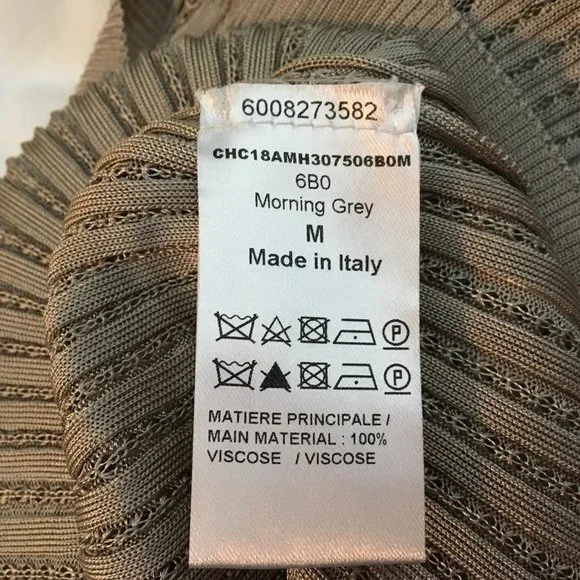 6008273582
CHC18AMH307506B0M
6B0
Morning Grey
M
Made in Italy
P
P
MATIERE PRINCIPALE /
MAIN MATERIAL : 100%
VISCOSE / VISCOSE